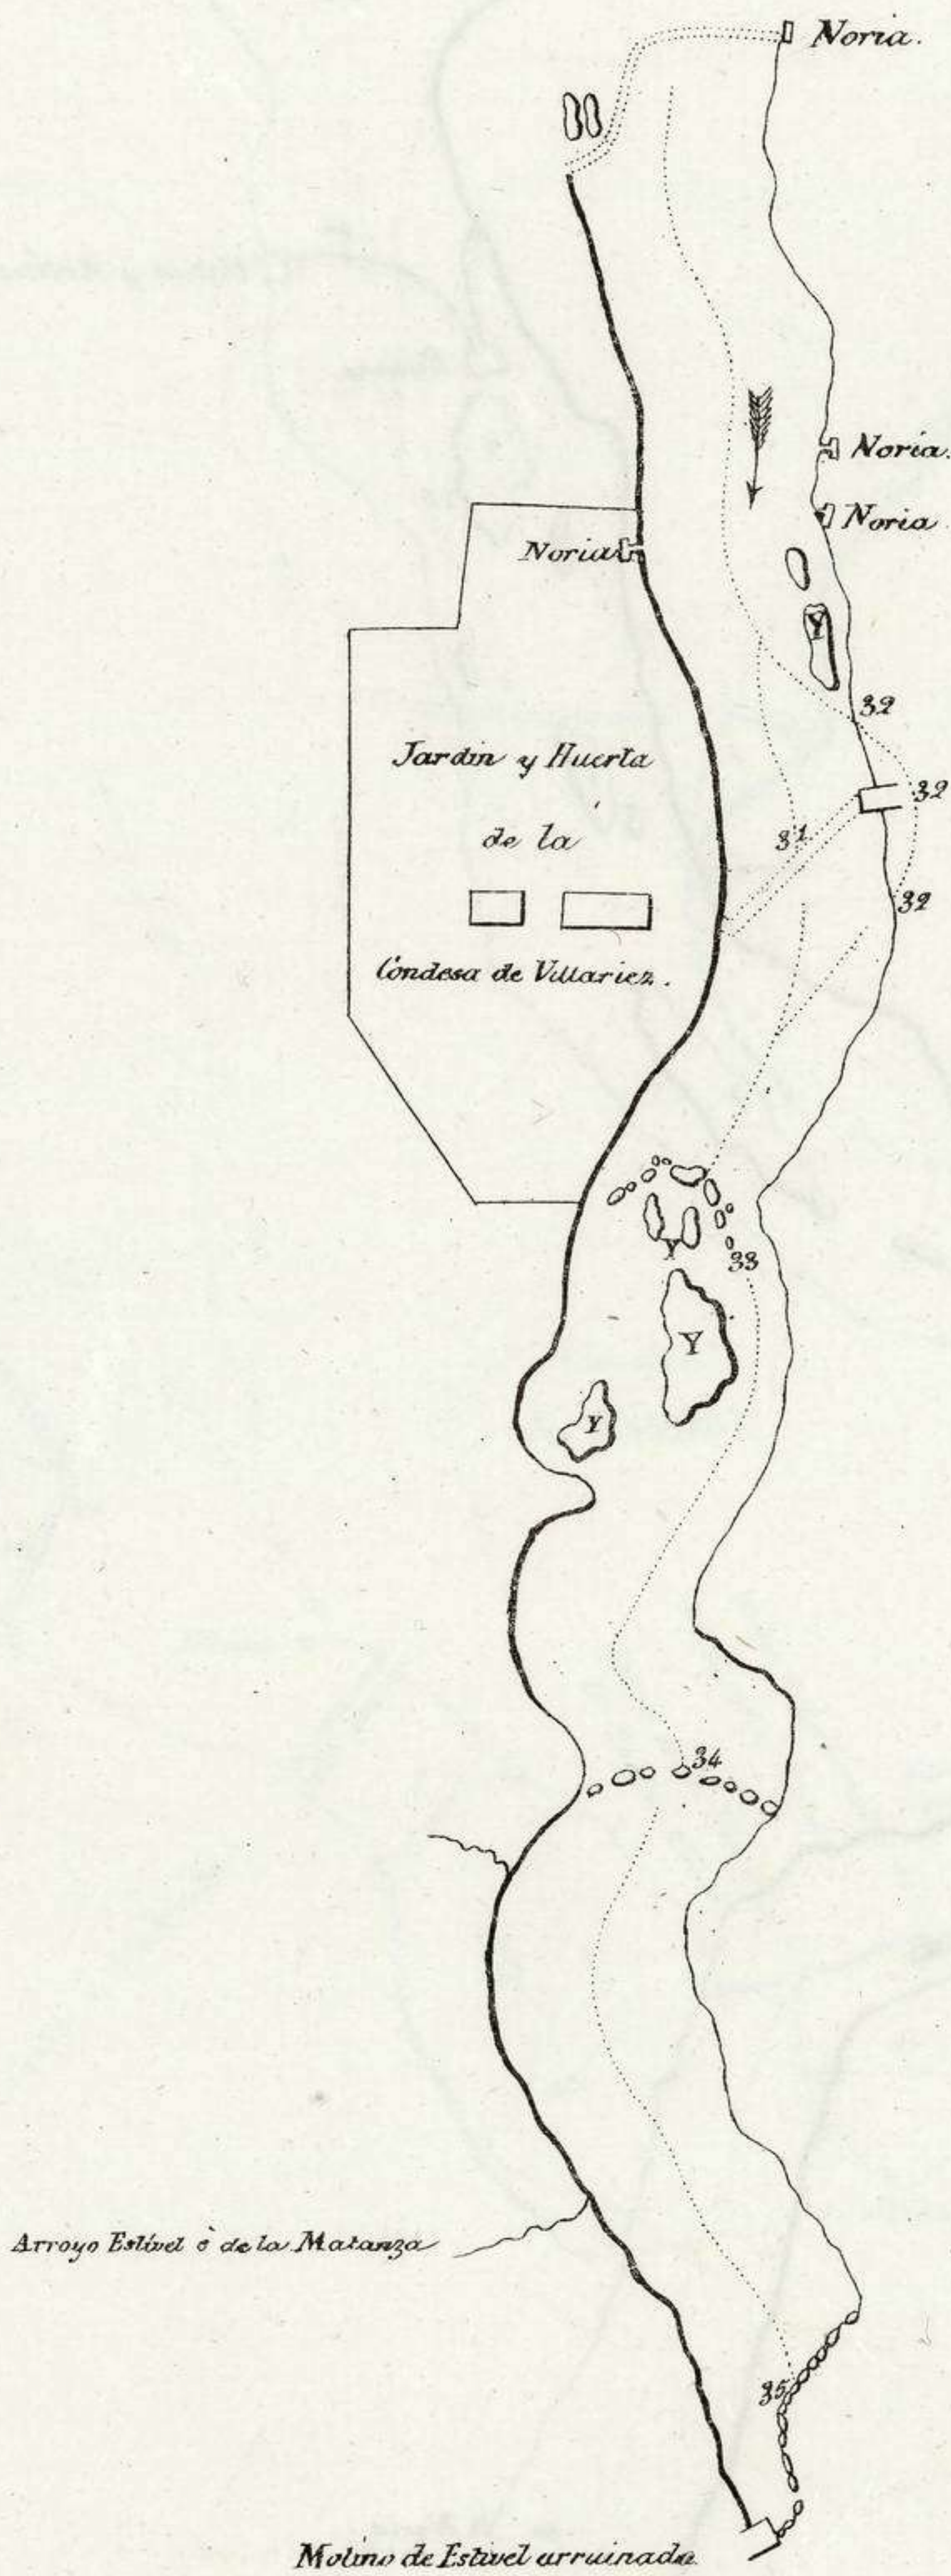 Noria.
Noria.
Noria
Noria
Y
32
Jardin y Huerta
32
31
de la
32
Condesa de Villariez.
Y
33
Y
Y
34
Arroyo Estivel ò de la Matanza
35
Molino de Estivel arruinado